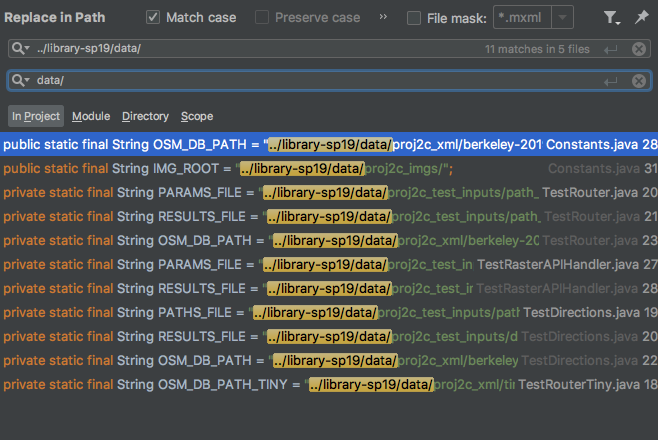 Replace in Path Match case Preserve case » File mask: *.mxml
../library-sp19/data/ 11 matches in 5 files
data/
In Project Module Directory Scope
public static final String OSM_DB_PATH = "../library-sp19/data/proj2c_xml/berkeley-201 Constants.java 28
public static final String IMG_ROOT = "../library-sp19/data/proj2c_imgs/"; Constants.java 31
private static final String PARAMS_FILE = "../library-sp19/data/proj2c_test_inputs/path_ TestRouter.java 20
private static final String RESULTS_FILE = "../library-sp19/data/proj2c_test_inputs/path_ TestRouter.java 21
private static final String OSM_DB_PATH = "../library-sp19/data/proj2c_xml/berkeley-20 TestRouter.java 23
private static final String PARAMS_FILE = "../library-sp19/data/proj2c_test_in TestRasterAPIHandler.java 27
private static final String RESULTS_FILE = "../library-sp19/data/proj2c_test_ir TestRasterAPIHandler.java 28
private static final String PATHS_FILE = "../library-sp19/data/proj2c_test_inputs/path TestDirections.java 19
private static final String RESULTS_FILE = "../library-sp19/data/proj2c_test_inputs/d TestDirections.java 20
private static final String OSM_DB_PATH = "../library-sp19/data/proj2c_xml/berkeley TestDirections.java 22
private static final String OSM_DB_PATH_TINY = "../library-sp19/data/proj2c_xml/tir TestRouterTiny.java 18